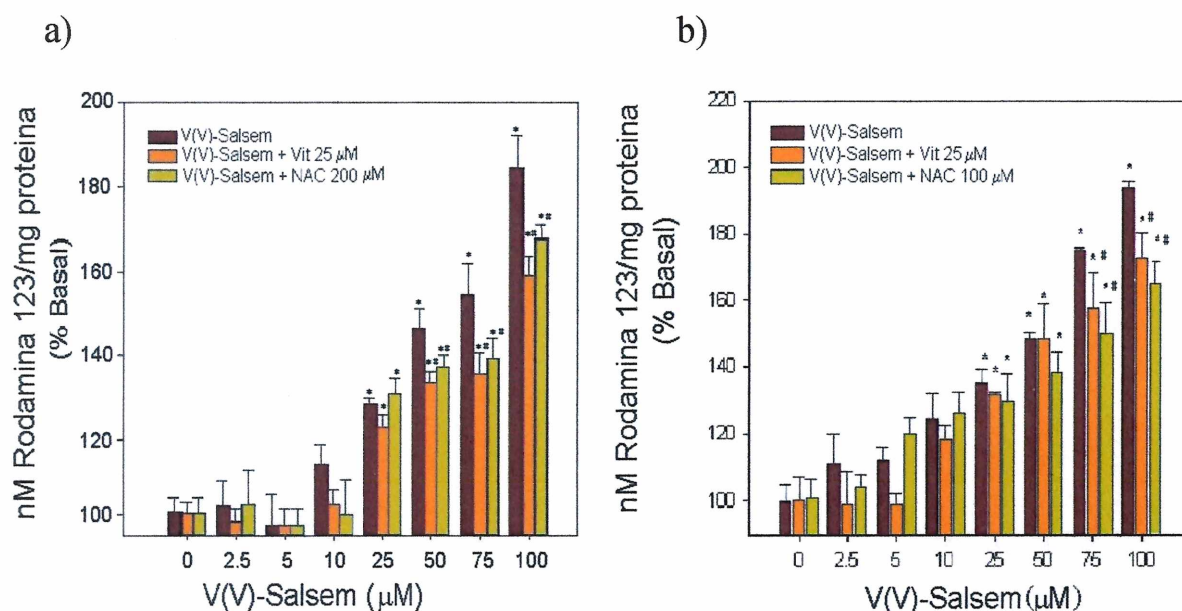 a)
nM Rodamina 123/mg proteina
(% Basal)
200
180
160
140
120
100
V(V)-Salsem
V(V)-Salsem + Vit 25 µM
V(V)-Salsem + NAC 200 µM
* * * * *# *# * *# *# * *# *#
0 2.5 5 10 25 50 75 100
V(V)-Salsem (µM)
b)
nM Rodamina 123/mg proteina
(% Basal)
220
200
180
160
140
120
100
V(V)-Salsem
V(V)-Salsem + Vit 25 µM
V(V)-Salsem + NAC 100 µM
* * * * * * * *# *# * *# *#
0 2.5 5 10 25 50 75 100
V(V)-Salsem (µM)